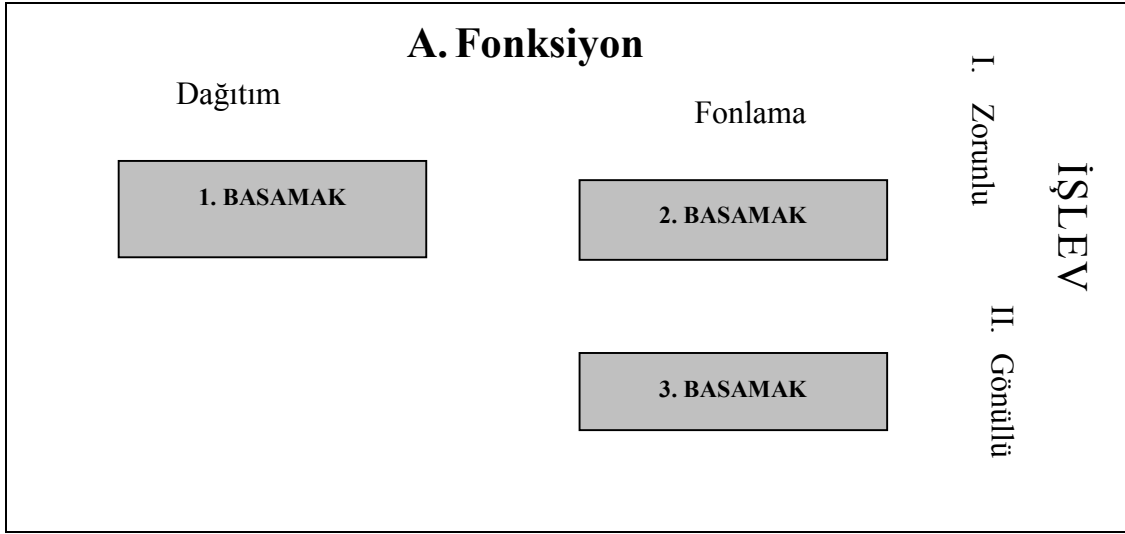 A. Fonksiyon
Dağıtım
Fonlama
1. BASAMAK
2. BASAMAK
3. BASAMAK
I. Zorunlu
II. Gönüllü
İŞLEV